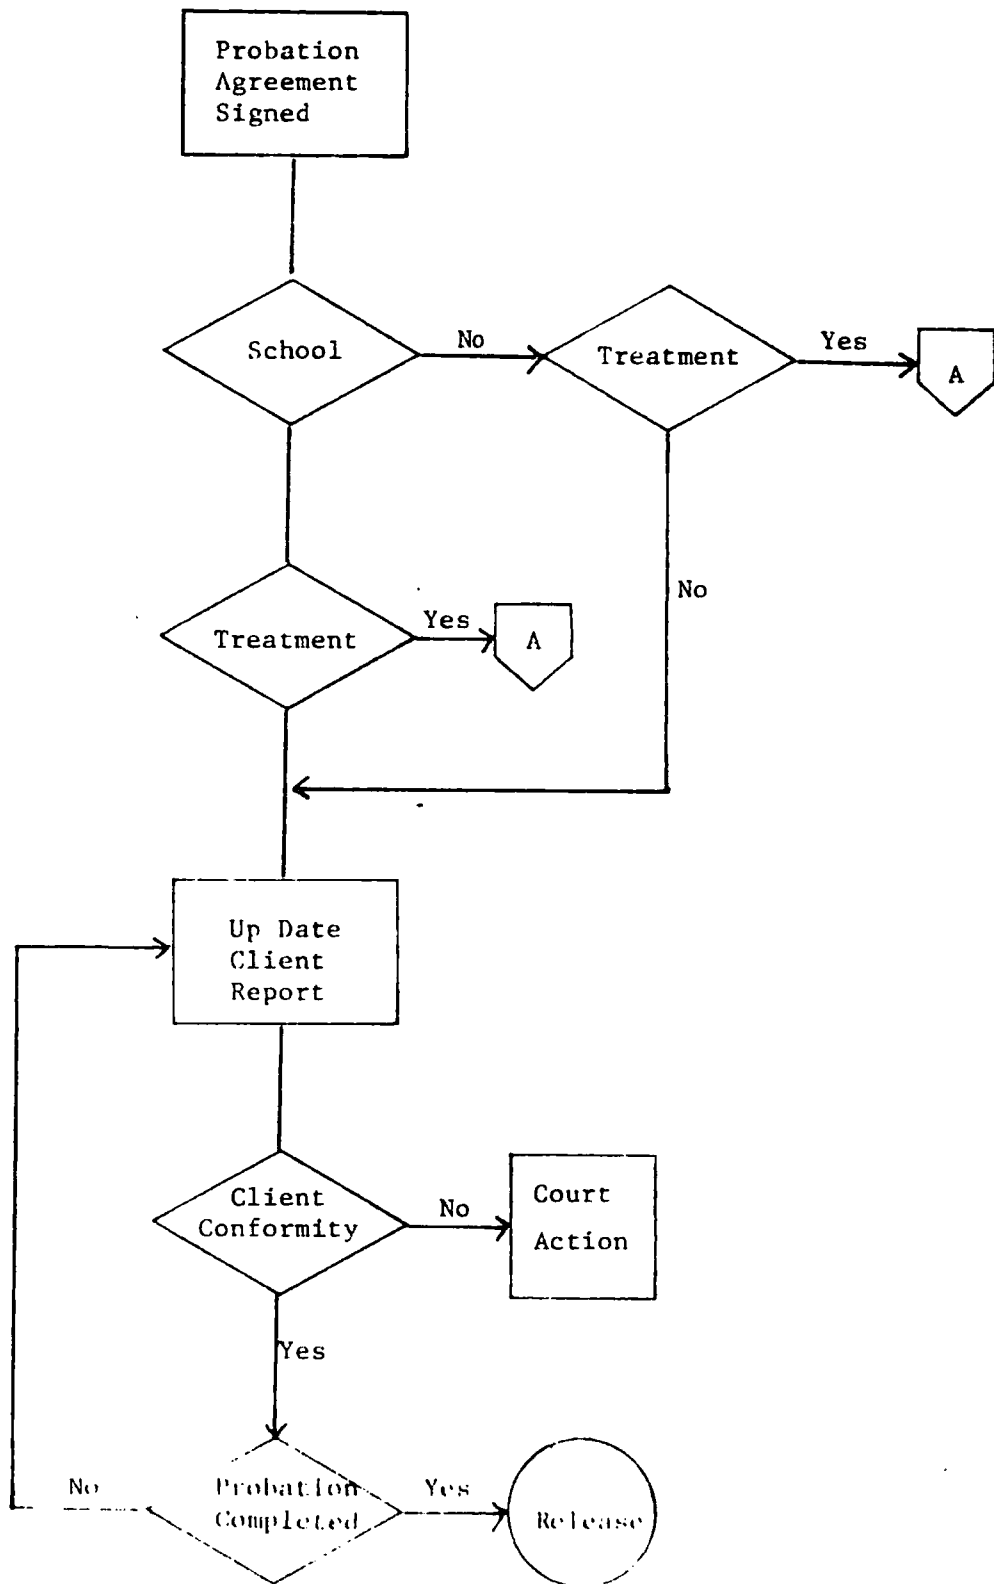 Probation
Agreement
Signed
School
No
Treatment
Yes
A
No
Treatment
Yes
A
Up Date
Client
Report
Client
Conformity
No
Court
Action
Yes
No
Probation
Completed
Yes
Release